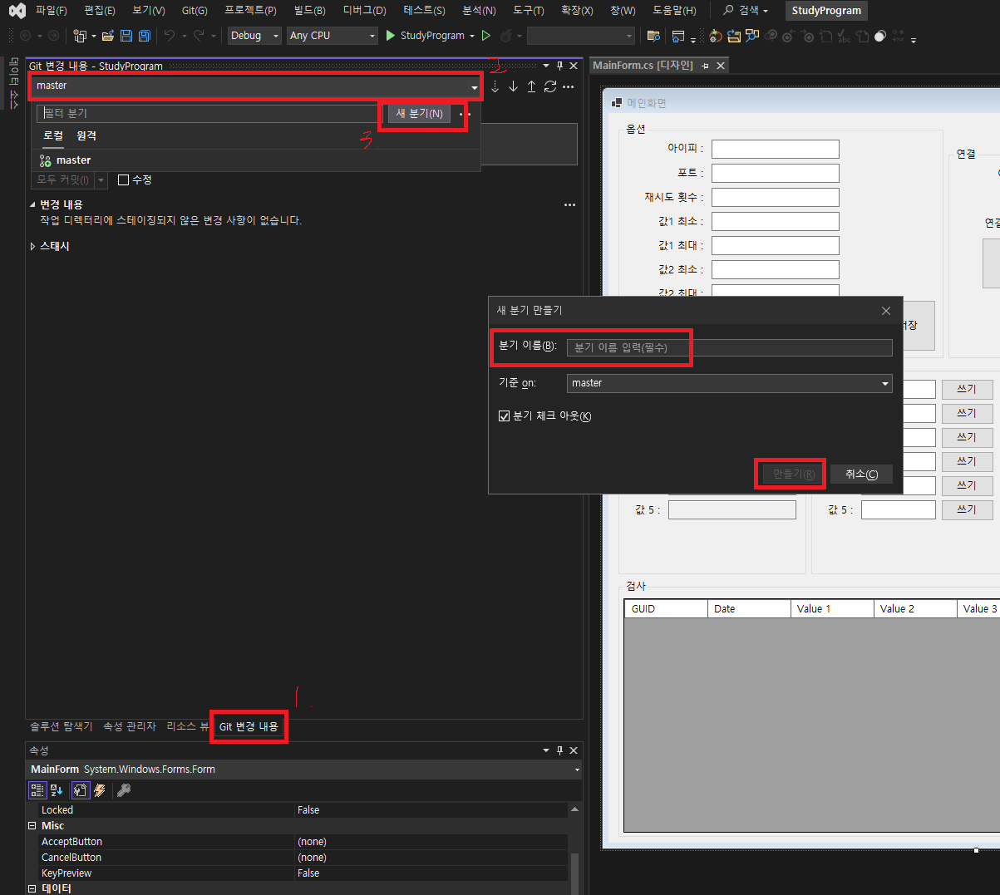 파일(F) 편집(E) 보기(V) Git(G) 프로젝트(P) 빌드(B) 디버그(D) 테스트(S) 분석(N) 도구(T) 확장(X) 창(W) 도움말(H) 검색 StudyProgram
Debug Any CPU StudyProgram
데이터 소스
Git 변경 내용 - StudyProgram
2
master
필터 분기 새 분기(N) ...
3
로컬 원격
master
모두 커밋(I) 수정
변경 내용
작업 디렉터리에 스테이징되지 않은 변경 사항이 없습니다.
스태시
1
솔루션 탐색기 속성 관리자 리소스 뷰 Git 변경 내용
속성
MainForm System.Windows.Forms.Form
Locked False
Misc
AcceptButton (none)
CancelButton (none)
KeyPreview False
데이터
MainForm.cs [디자인]
메인화면
옵션
아이피 :
포트 :
재시도 횟수 :
값1 최소 :
값1 최대 :
값2 최소 :
값2 최대 :
연결
새 분기 만들기
분기 이름(B): 분기 이름 입력(필수)
기준 on: master
분기 체크 아웃(K)
만들기(R) 취소(C)
쓰기
쓰기
쓰기
쓰기
쓰기
값 5 : 값 5 : 쓰기
검사
GUID Date Value 1 Value 2 Value 3